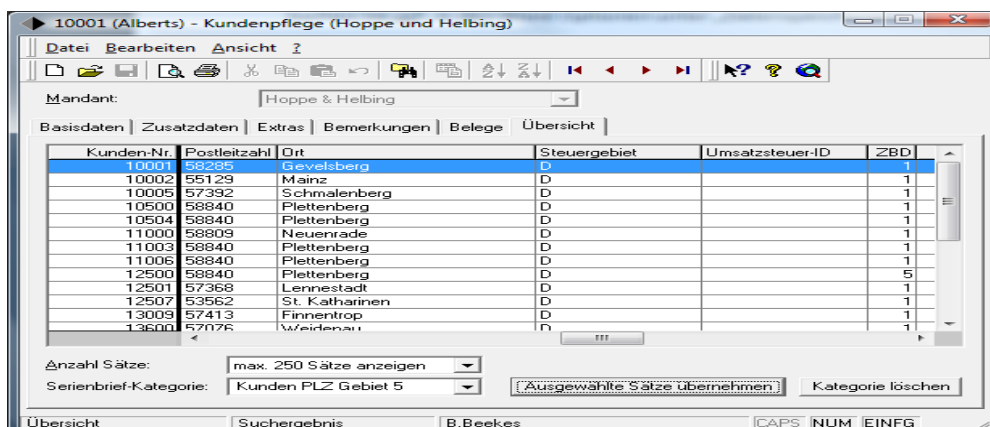 10001 (Alberts) - Kundenpflege (Hoppe und Helbing)
Datei Bearbeiten Ansicht ?
Mandant: Hoppe & Helbing
Basisdaten Zusatzdaten Extras Bemerkungen Belege Übersicht
Kunden-Nr. Postleitzahl Ort Steuergebiet Umsatzsteuer-ID ZBD
10001 58285 Gevelsberg D 1
10002 55129 Mainz D 1
10005 57392 Schmalenberg D 1
10500 58840 Plettenberg D 1
10504 58840 Plettenberg D 1
11000 58809 Neuenrade D 1
11003 58840 Plettenberg D 1
11006 58840 Plettenberg D 1
12500 58840 Plettenberg D 5
12501 57368 Lennestadt D 1
12507 53562 St. Katharinen D 1
13009 57413 Finnentrop D 1
13600 57076 Weidenau D 1
Anzahl Sätze: max. 250 Sätze anzeigen
Serienbrief-Kategorie: Kunden PLZ Gebiet 5 Ausgewählte Sätze übernehmen Kategorie löschen
Übersicht Suchergebnis B.Beekes CAPS NUM EINFG